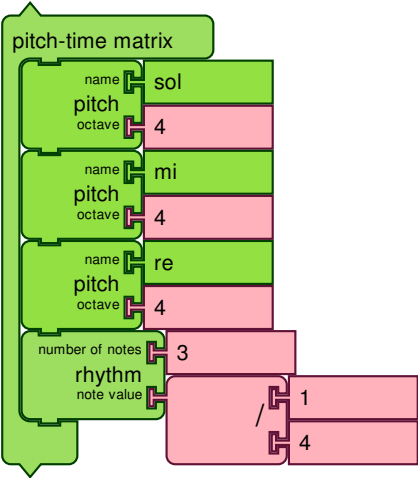 pitch-time matrix
name sol
pitch
octave 4
name mi
pitch
octave 4
name re
pitch
octave 4
number of notes 3
rhythm
note value
/ 1
4